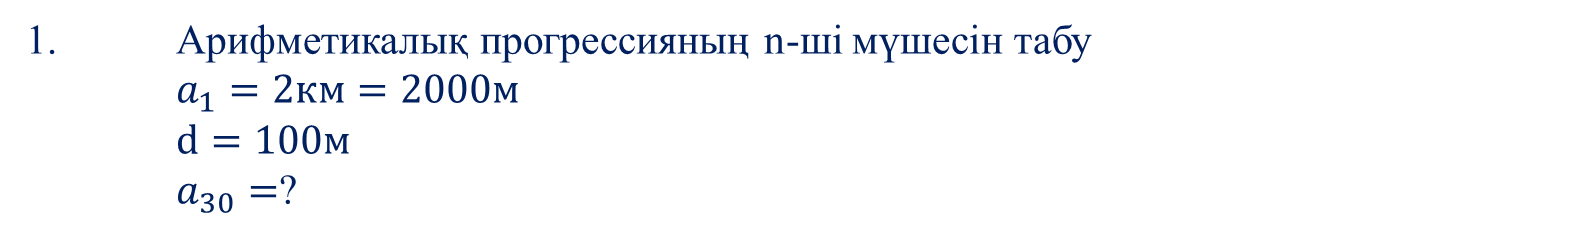 1. Арифметикалық прогрессияның n-ші мүшесін табу
a₁ = 2км = 2000м
d = 100м
a₃₀ =?